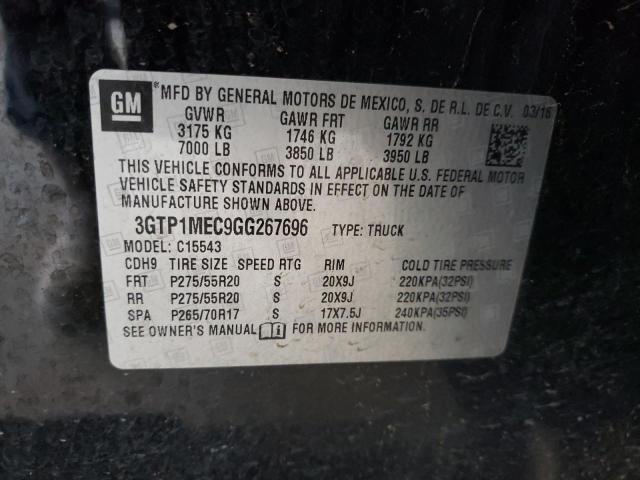 GM
MFD BY GENERAL MOTORS DE MEXICO, S. DE R.L. DE C.V. 03/16
GVWR GAWR FRT GAWR RR
3175 KG 1746 KG 1792 KG
7000 LB 3850 LB 3950 LB
THIS VEHICLE CONFORMS TO ALL APPLICABLE U.S. FEDERAL MOTOR
VEHICLE SAFETY STANDARDS IN EFFECT ON THE DATE OF
MANUFACTURE SHOWN ABOVE.
3GTP1MEC9GG267696 TYPE: TRUCK
MODEL: C15543
CDH9 TIRE SIZE SPEED RTG RIM COLD TIRE PRESSURE
FRT P275/55R20 S 20X9J 220KPA(32PSI)
RR P275/55R20 S 20X9J 220KPA(32PSI)
SPA P265/70R17 S 17X7.5J 240KPA(35PSI)
SEE OWNER'S MANUAL FOR MORE INFORMATION.